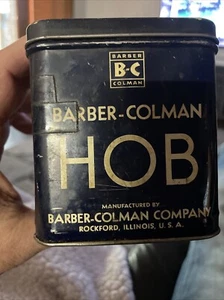 BARBER
B-C
COLMAN
BARBER-COLMAN
HOB
MANUFACTURED BY
BARBER-COLMAN COMPANY
ROCKFORD, ILLINOIS, U. S. A.